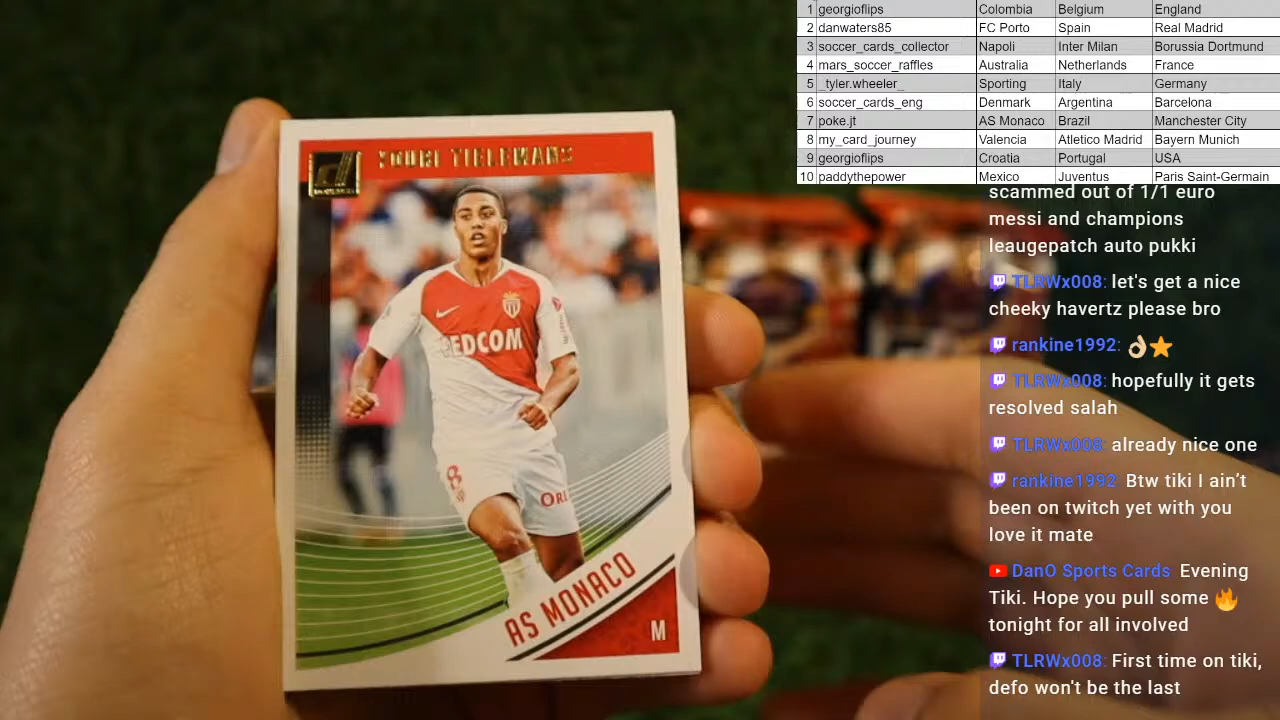 1 georgioflips Colombia Belgium England
2 danwaters85 FC Porto Spain Real Madrid
3 soccer_cards_collector Napoli Inter Milan Borussia Dortmund
4 mars_soccer_raffles Australia Netherlands France
5 _tyler.wheeler_ Sporting Italy Germany
6 soccer_cards_eng Denmark Argentina Barcelona
7 poke.jt AS Monaco Brazil Manchester City
8 my_card_journey Valencia Atletico Madrid Bayern Munich
9 georgioflips Croatia Portugal USA
10 paddythepower Mexico Juventus Paris Saint-Germain
YOURI TIELEMANS
FEDCOM
8
ORE
AS MONACO
M
scammed out of 1/1 euro
messi and champions
leaugepatch auto pukki
TLRWx008: let's get a nice
cheeky havertz please bro
rankine1992: 👌🏻⭐
TLRWx008: hopefully it gets
resolved salah
TLRWx008: already nice one
rankine1992: Btw tiki I ain't
been on twitch yet with you
love it mate
DanO Sports Cards Evening
Tiki. Hope you pull some 🔥
tonight for all involved
TLRWx008: First time on tiki,
defo won't be the last